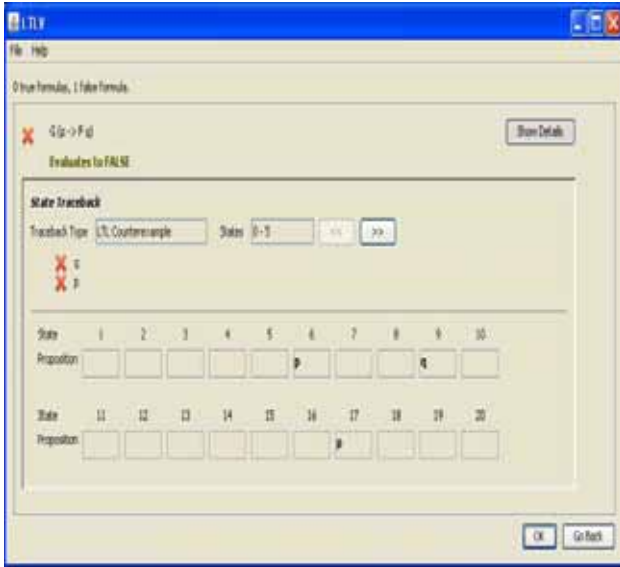 LTLV
File Help
0 true formulas, 1 false formula.
G (p -> F q)
Show Details
Evaluates to FALSE
State Traceback
Traceback Type LTL Counterexample States 0 - 5 << >>
p
State 1 2 3 4 5 6 7 8 9 10
Proposition p q
State 11 12 13 14 15 16 17 18 19 20
Proposition p
OK Go Back